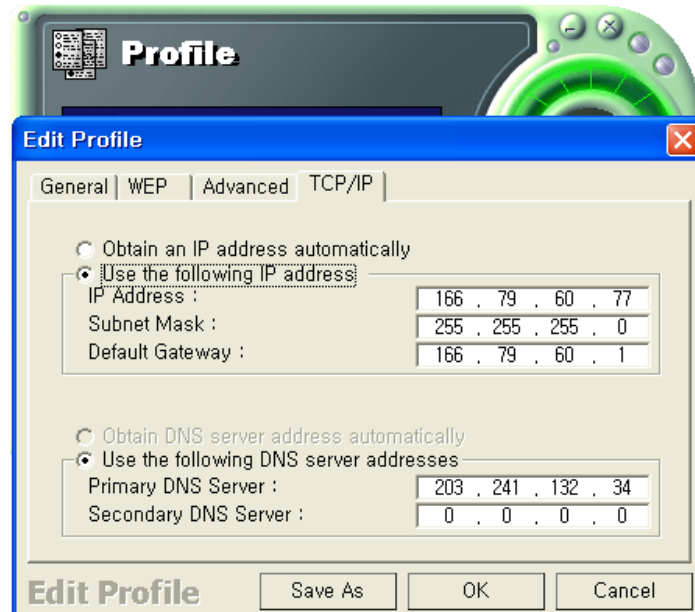 Profile
Edit Profile
General WEP Advanced TCP/IP
Obtain an IP address automatically
Use the following IP address
IP Address : 166 . 79 . 60 . 77
Subnet Mask : 255 . 255 . 255 . 0
Default Gateway : 166 . 79 . 60 . 1
Obtain DNS server address automatically
Use the following DNS server addresses
Primary DNS Server : 203 . 241 . 132 . 34
Secondary DNS Server : 0 . 0 . 0 . 0
Edit Profile Save As OK Cancel